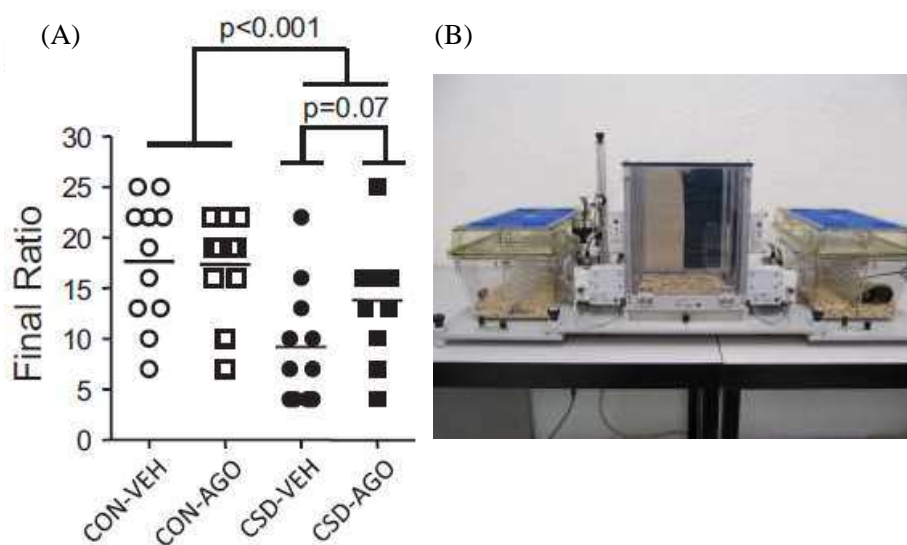 (A)
(B)
p<0.001
p=0.07
30
25
20
15
10
5
0
Final Ratio
CON-VEH
CON-AGO
CSD-VEH
CSD-AGO